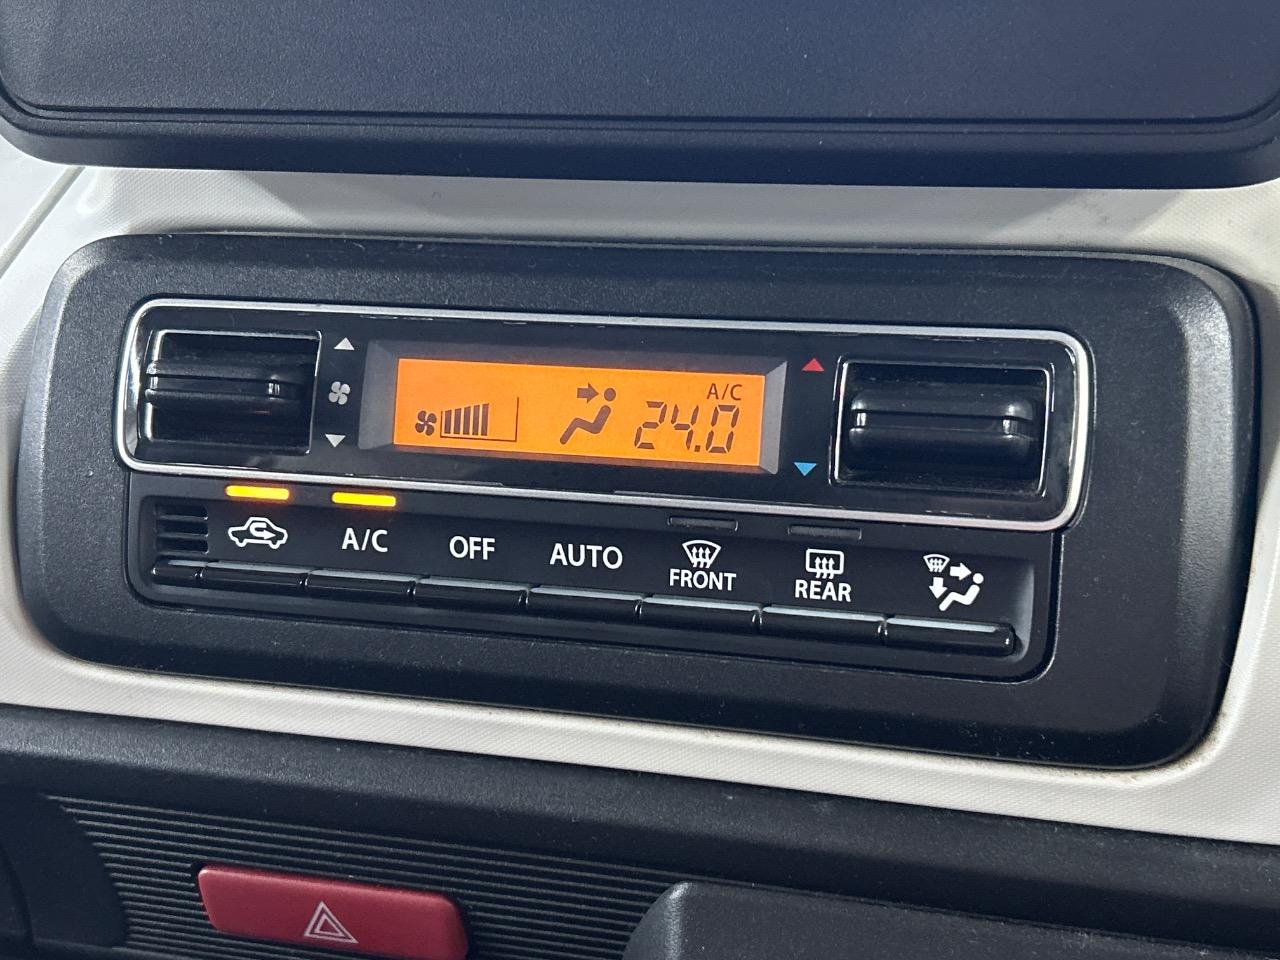 A/C
24.0
A/C
OFF
AUTO
FRONT
REAR